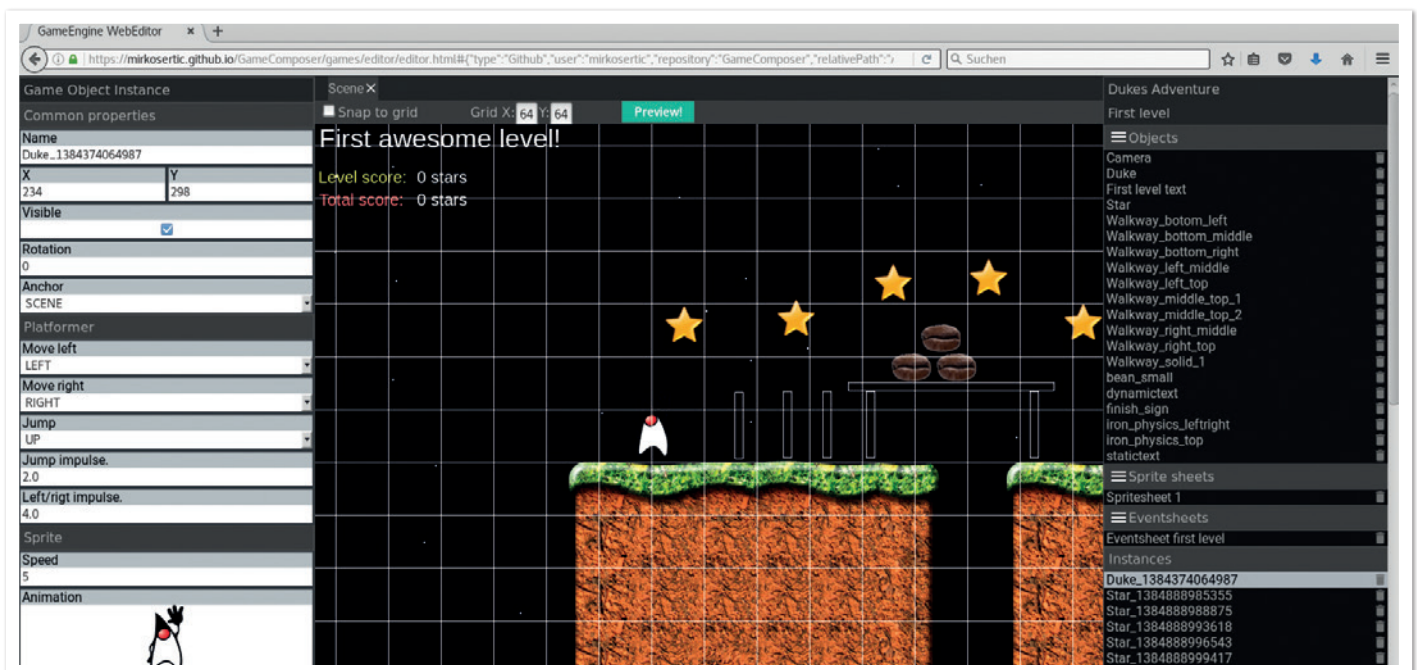 GameEngine WebEditor × +
https://mirkosertic.github.io/GameComposer/games/editor/editor.html#{"type":"Github","user":"mirkosertic","repository":"GameComposer","relativePath":"/
Suchen
Game Object Instance
Common properties
Name
Duke_1384374064987
X Y
234 298
Visible
Rotation
0
Anchor
SCENE
Platformer
Move left
LEFT
Move right
RIGHT
Jump
UP
Jump impulse.
2.0
Left/rigt impulse.
4.0
Sprite
Speed
5
Animation
Scene ×
Snap to grid Grid X: 64 Y: 64 Preview!
First awesome level!
Level score: 0 stars
Total score: 0 stars
Dukes Adventure
First level
Objects
Camera
Duke
First level text
Star
Walkway_botom_left
Walkway_bottom_middle
Walkway_bottom_right
Walkway_left_middle
Walkway_left_top
Walkway_middle_top_1
Walkway_middle_top_2
Walkway_right_middle
Walkway_right_top
Walkway_solid_1
bean_small
dynamictext
finish_sign
iron_physics_leftright
iron_physics_top
statictext
Sprite sheets
Spritesheet 1
Eventsheets
Eventsheet first level
Instances
Duke_1384374064987
Star_1384888985355
Star_1384888988875
Star_1384888993618
Star_1384888996543
Star_1384888999417